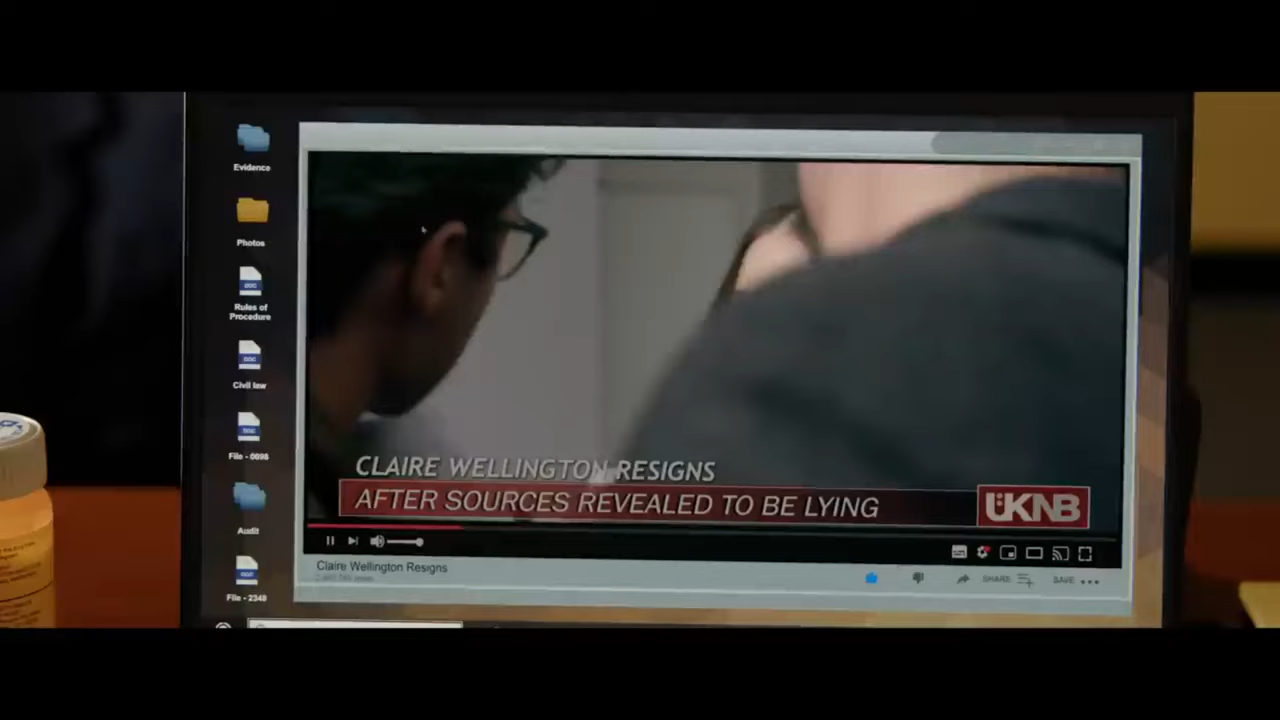 Evidence
Photos
Rules of
Procedure
Civil law
File - 0098
Audit
File - 2348
CLAIRE WELLINGTON RESIGNS
AFTER SOURCES REVEALED TO BE LYING
UKNB
Claire Wellington Resigns
SHARE
SAVE